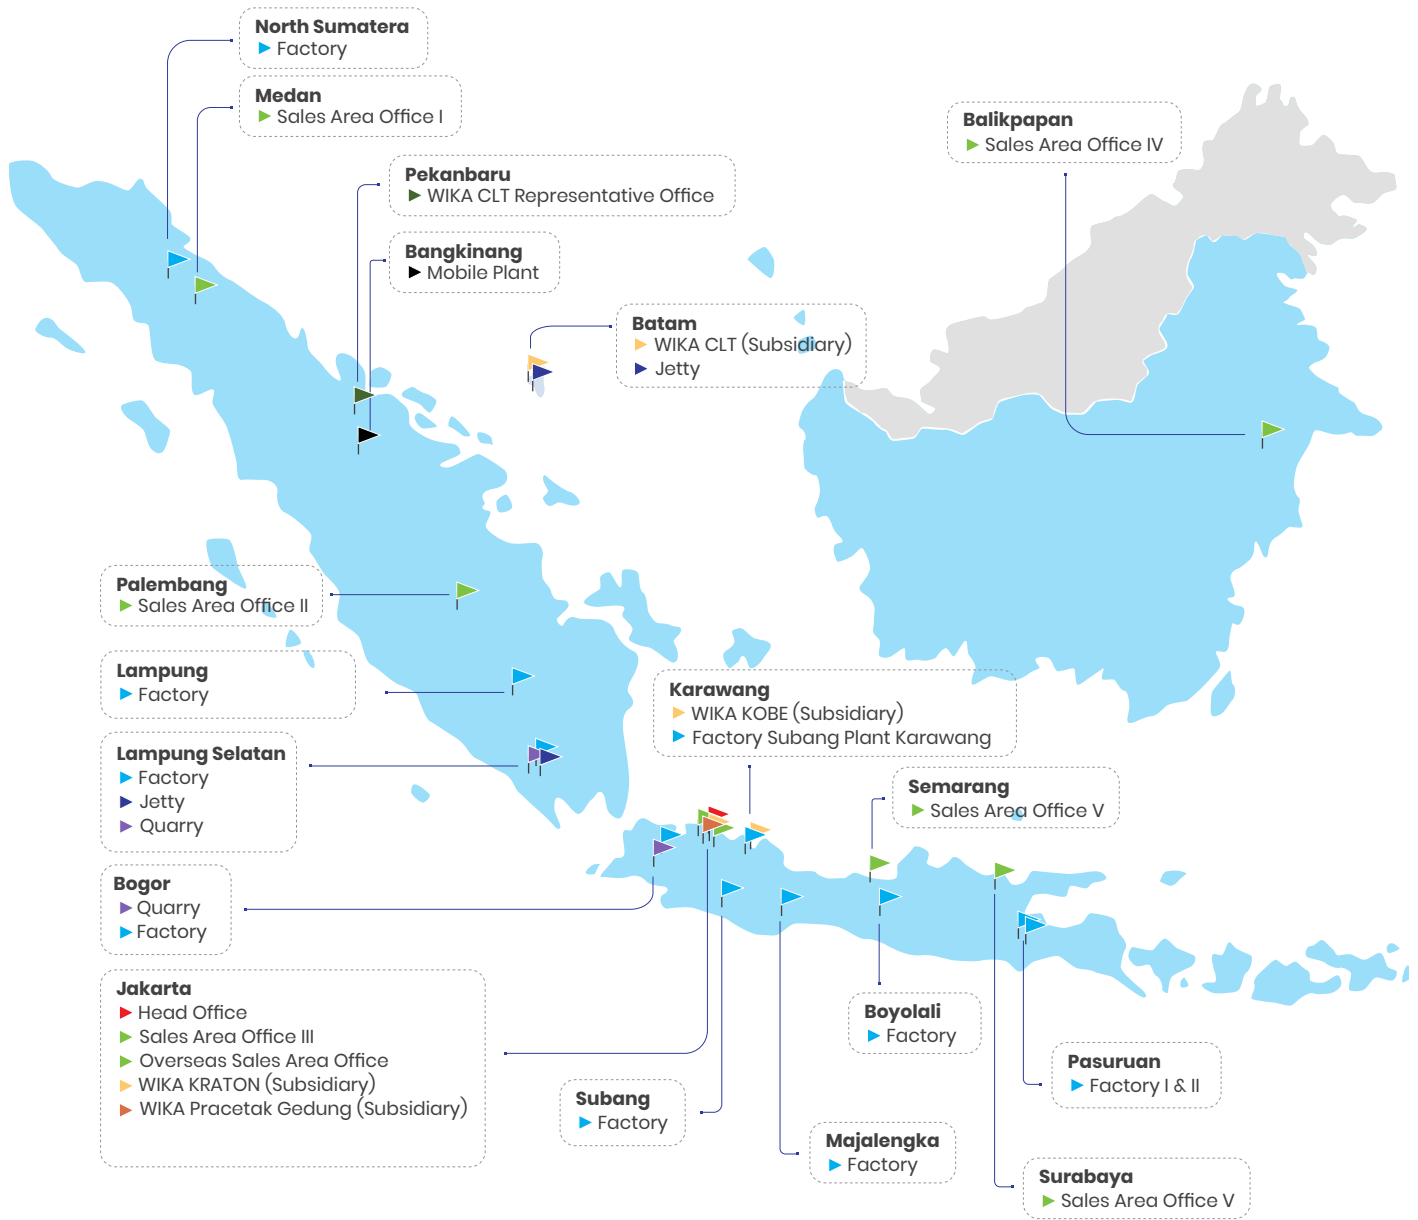 North Sumatera
Factory
Medan
Sales Area Office I
Pekanbaru
WIKA CLT Representative Office
Bangkinang
Mobile Plant
Batam
WIKA CLT (Subsidiary)
Jetty
Balikpapan
Sales Area Office IV
Palembang
Sales Area Office II
Lampung
Factory
Lampung Selatan
Factory
Jetty
Quarry
Karawang
WIKA KOBE (Subsidiary)
Factory Subang Plant Karawang
Semarang
Sales Area Office V
Bogor
Quarry
Factory
Jakarta
Head Office
Sales Area Office III
Overseas Sales Area Office
WIKA KRATON (Subsidiary)
WIKA Pracetak Gedung (Subsidiary)
Subang
Factory
Majalengka
Factory
Boyolali
Factory
Pasuruan
Factory I & II
Surabaya
Sales Area Office V